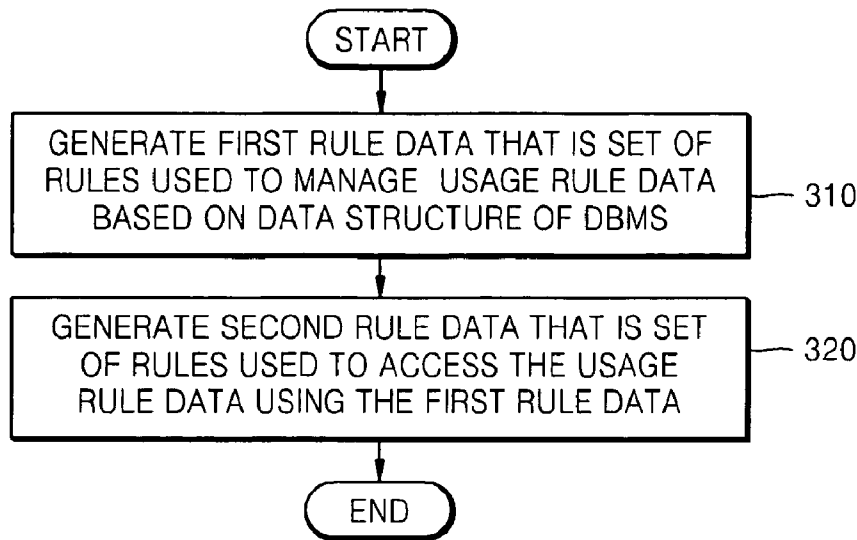 START
GENERATE FIRST RULE DATA THAT IS SET OF
RULES USED TO MANAGE USAGE RULE DATA
BASED ON DATA STRUCTURE OF DBMS
310
GENERATE SECOND RULE DATA THAT IS SET
OF RULES USED TO ACCESS THE USAGE
RULE DATA USING THE FIRST RULE DATA
320
END